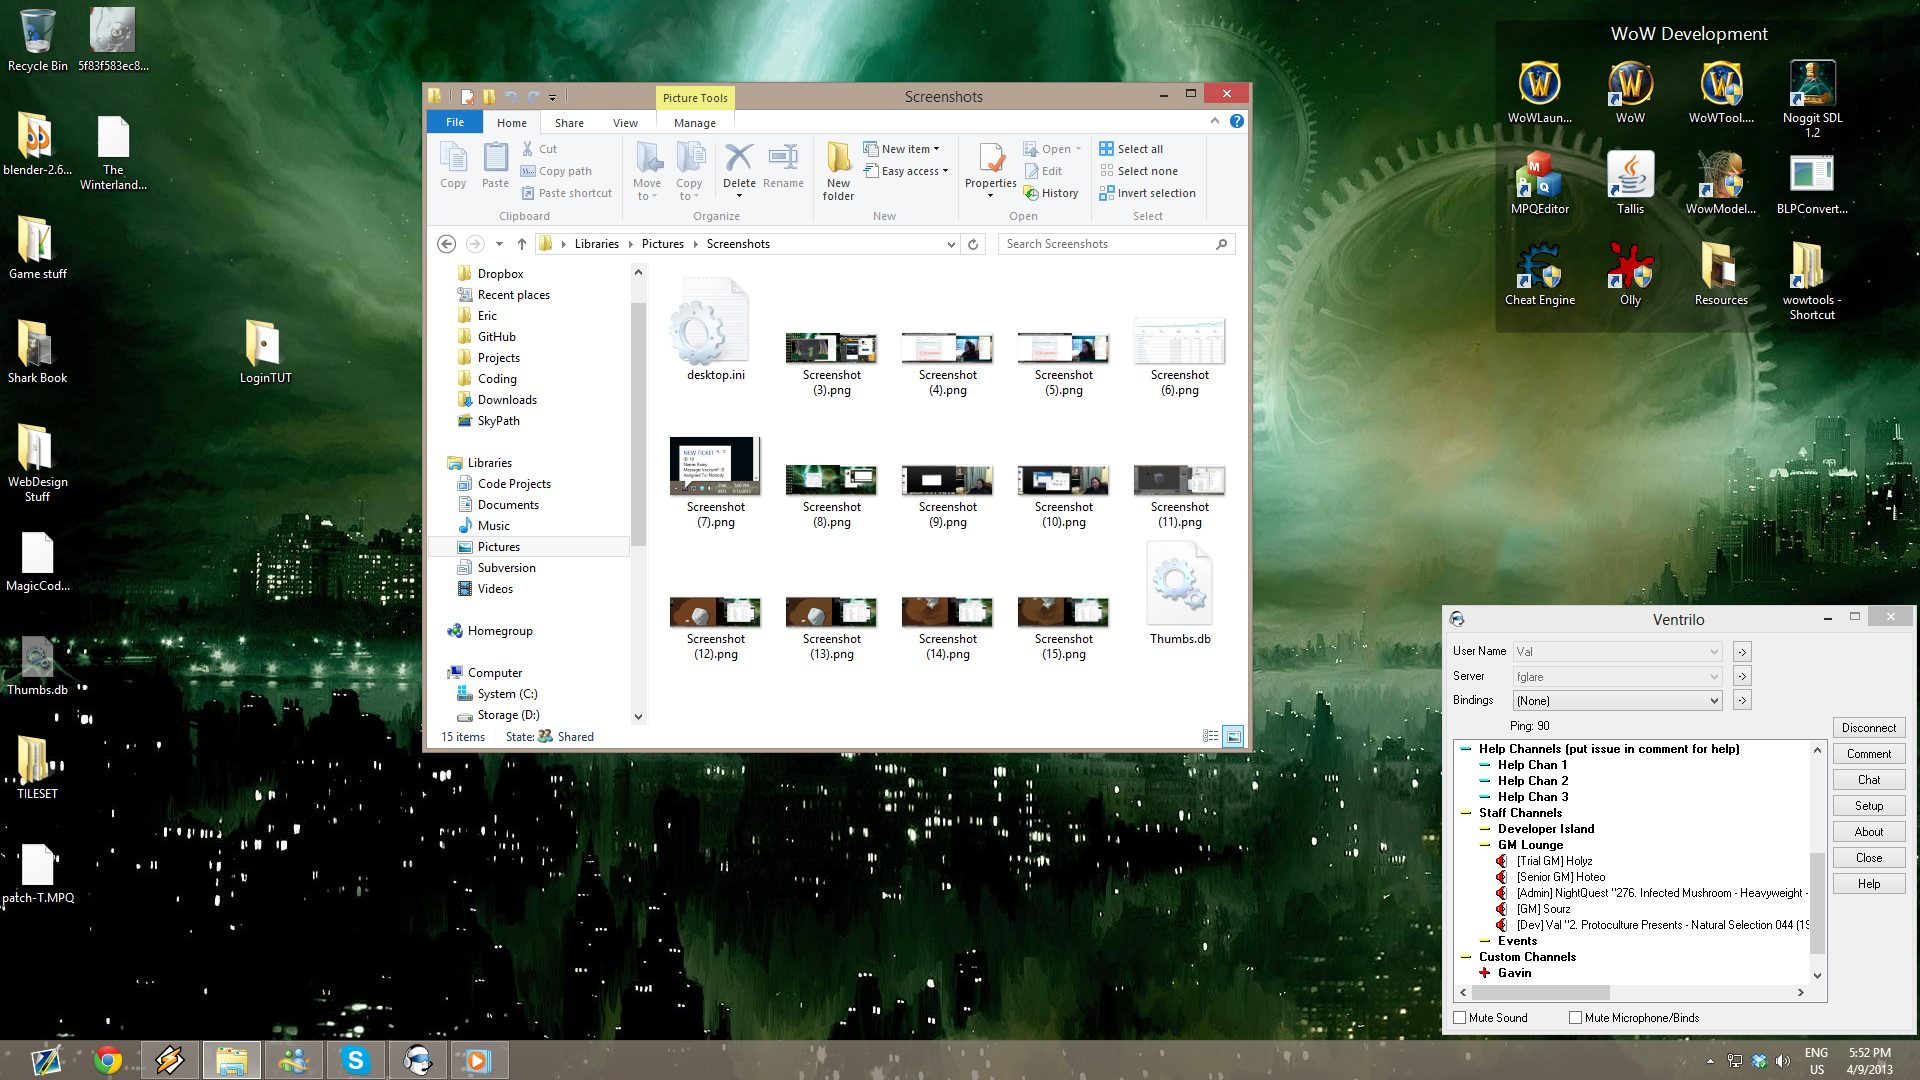 Recycle Bin
5f83f583ec8...
blender-2.6...
The Winterland...
Game stuff
Shark Book
LoginTUT
WebDesign Stuff
MagicCod...
Thumbs.db
TILESET
patch-T.MPQ
Picture Tools
Screenshots
File Home Share View Manage
Copy
Paste
Cut
Copy path
Paste shortcut
Clipboard
Move to
Copy to
Delete
Rename
Organize
New folder
New item
Easy access
New
Properties
Open
Edit
History
Open
Select all
Select none
Invert selection
Select
Libraries Pictures Screenshots
Search Screenshots
Dropbox
Recent places
Eric
GitHub
Projects
Coding
Downloads
SkyPath
Libraries
Code Projects
Documents
Music
Pictures
Subversion
Videos
Homegroup
Computer
System (C:)
Storage (D:)
desktop.ini
Screenshot (3).png
Screenshot (4).png
Screenshot (5).png
Screenshot (6).png
NEW TICKET
Screenshot (7).png
Screenshot (8).png
Screenshot (9).png
Screenshot (10).png
Screenshot (11).png
Screenshot (12).png
Screenshot (13).png
Screenshot (14).png
Screenshot (15).png
Thumbs.db
15 items State: Shared
WoW Development
WoWLaun...
WoW
WoWTool....
Noggit SDL 1.2
MPQEditor
Tallis
WowModel...
BLPConvert...
Cheat Engine
Olly
Resources
wowtools - Shortcut
Ventrilo
User Name Val ->
Server fglare ->
Bindings (None) ->
Ping: 90
Help Channels (put issue in comment for help)
Help Chan 1
Help Chan 2
Help Chan 3
Staff Channels
Developer Island
GM Lounge
[Trial GM] Holyz
[Senior GM] Hoteo
[Admin] NightQuest "276. Infected Mushroom - Heavyweight -
[GM] Sourz
[Dev] Val "2. Protoculture Presents - Natural Selection 044 (19
Events
Custom Channels
Gavin
Disconnect
Comment
Chat
Setup
About
Close
Help
Mute Sound
Mute Microphone/Binds
ENG US
5:52 PM
4/9/2013